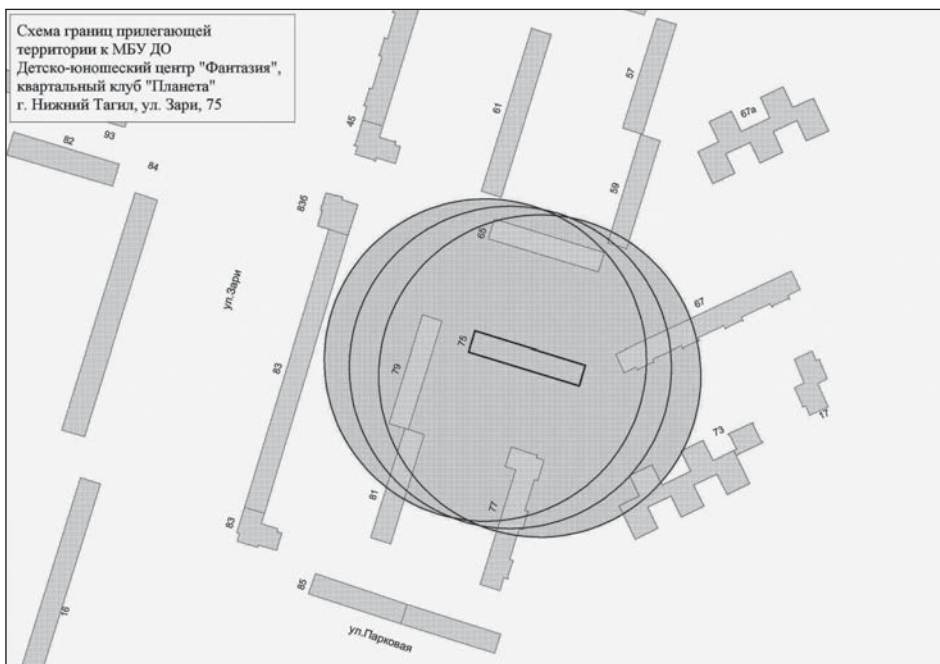 Схема границ прилегающей
территории к МБУ ДО
Детско-юношеский центр "Фантазия",
квартальный клуб "Планета"
г. Нижний Тагил, ул. Зари, 75
45
61
57
67а
82
93
84
83б
59
65
ул.Зари
67
75
79
83
17
73
81
77
83
85
16
ул.Парковая